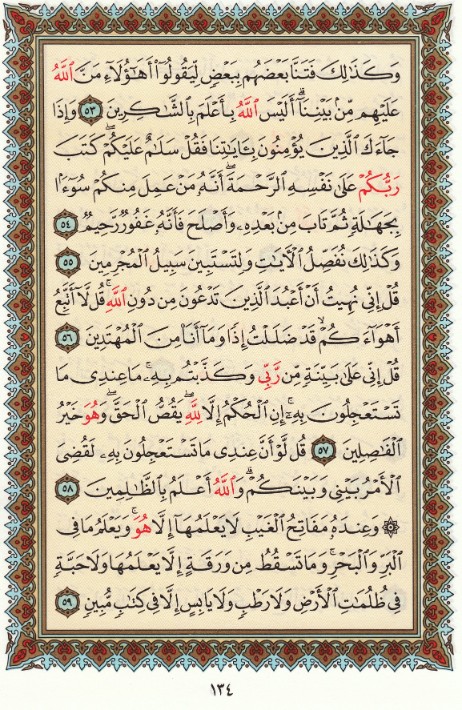 وَكَذَٰلِكَ فَتَنَّا بَعْضَهُم بِبَعْضٍ لِّيَقُولُوٓا۟ أَهَٰٓؤُلَآءِ مَنَّ ٱللَّهُ
عَلَيْهِم مِّنۢ بَيْنِنَآ ۗ أَلَيْسَ ٱللَّهُ بِأَعْلَمَ بِٱلشَّٰكِرِينَ ٥٣ وَإِذَا
جَآءَكَ ٱلَّذِينَ يُؤْمِنُونَ بِـَٔايَٰتِنَا فَقُلْ سَلَٰمٌ عَلَيْكُمْ ۖ كَتَبَ
رَبُّكُمْ عَلَىٰ نَفْسِهِ ٱلرَّحْمَةَ ۖ أَنَّهُۥ مَنْ عَمِلَ مِنكُمْ سُوٓءًۢا
بِجَهَٰلَةٍ ثُمَّ تَابَ مِنۢ بَعْدِهِۦ وَأَصْلَحَ فَأَنَّهُۥ غَفُورٌ رَّحِيمٌ ٥٤
وَكَذَٰلِكَ نُفَصِّلُ ٱلْـَٔايَٰتِ وَلِتَسْتَبِينَ سَبِيلُ ٱلْمُجْرِمِينَ ٥٥
قُلْ إِنِّى نُهِيتُ أَنْ أَعْبُدَ ٱلَّذِينَ تَدْعُونَ مِن دُونِ ٱللَّهِ ۚ قُل لَّآ أَتَّبِعُ
أَهْوَآءَكُمْ ۙ قَدْ ضَلَلْتُ إِذًا وَمَآ أَنَا۠ مِنَ ٱلْمُهْتَدِينَ ٥٦
قُلْ إِنِّى عَلَىٰ بَيِّنَةٍ مِّن رَّبِّى وَكَذَّبْتُم بِهِۦ ۚ مَا عِندِى مَا
تَسْتَعْجِلُونَ بِهِۦٓ ۚ إِنِ ٱلْحُكْمُ إِلَّا لِلَّهِ ۖ يَقُصُّ ٱلْحَقَّ ۖ وَهُوَ خَيْرُ
ٱلْفَٰصِلِينَ ٥٧ قُل لَّوْ أَنَّ عِندِى مَا تَسْتَعْجِلُونَ بِهِۦ لَقُضِىَ
ٱلْأَمْرُ بَيْنِى وَبَيْنَكُمْ ۗ وَٱللَّهُ أَعْلَمُ بِٱلظَّٰلِمِينَ ٥٨
۞ وَعِندَهُۥ مَفَاتِحُ ٱلْغَيْبِ لَا يَعْلَمُهَآ إِلَّا هُوَ ۚ وَيَعْلَمُ مَا فِى
ٱلْبَرِّ وَٱلْبَحْرِ ۚ وَمَا تَسْقُطُ مِن وَرَقَةٍ إِلَّا يَعْلَمُهَا وَلَا حَبَّةٍ
فِى ظُلُمَٰتِ ٱلْأَرْضِ وَلَا رَطْبٍ وَلَا يَابِسٍ إِلَّا فِى كِتَٰبٍ مُّبِينٍ ٥٩
١٣٤